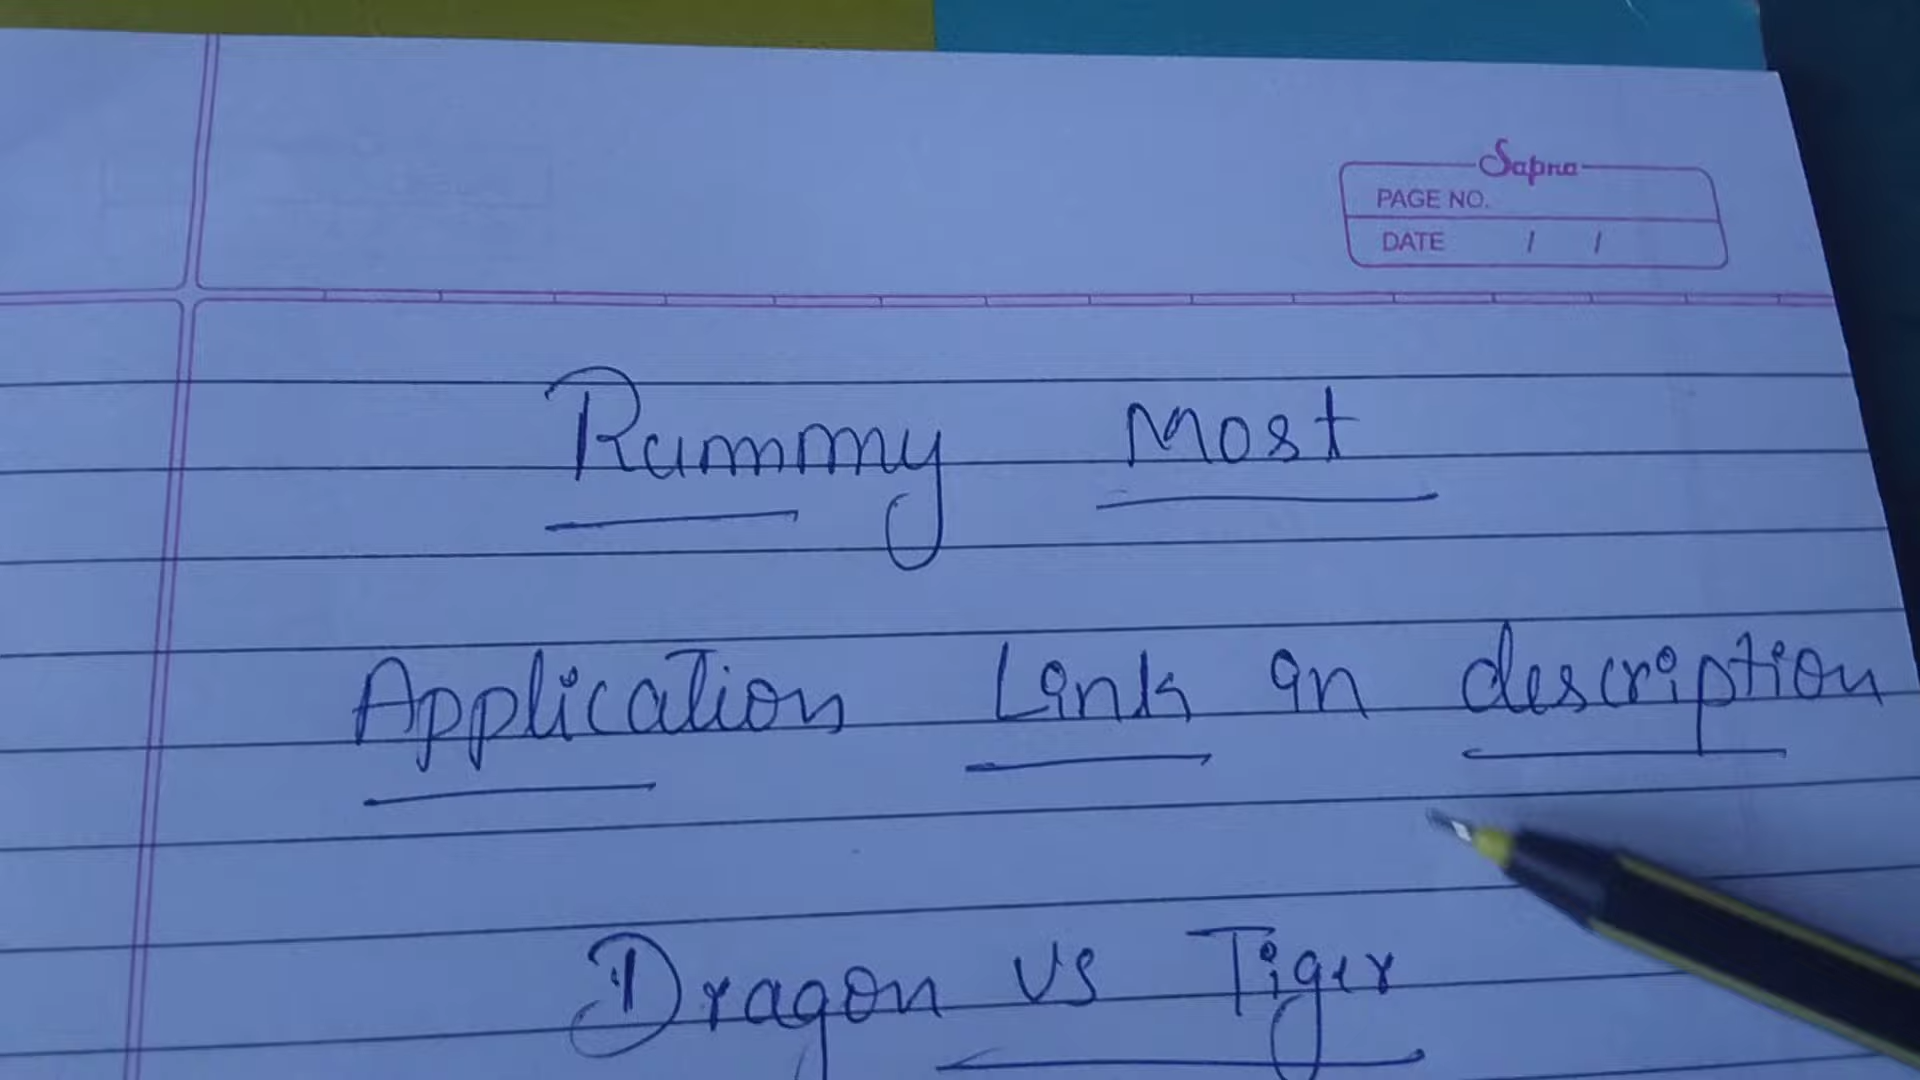 Sapna
PAGE NO.
DATE / /
Rummy Most
Application Link in description
Dragon vs Tiger